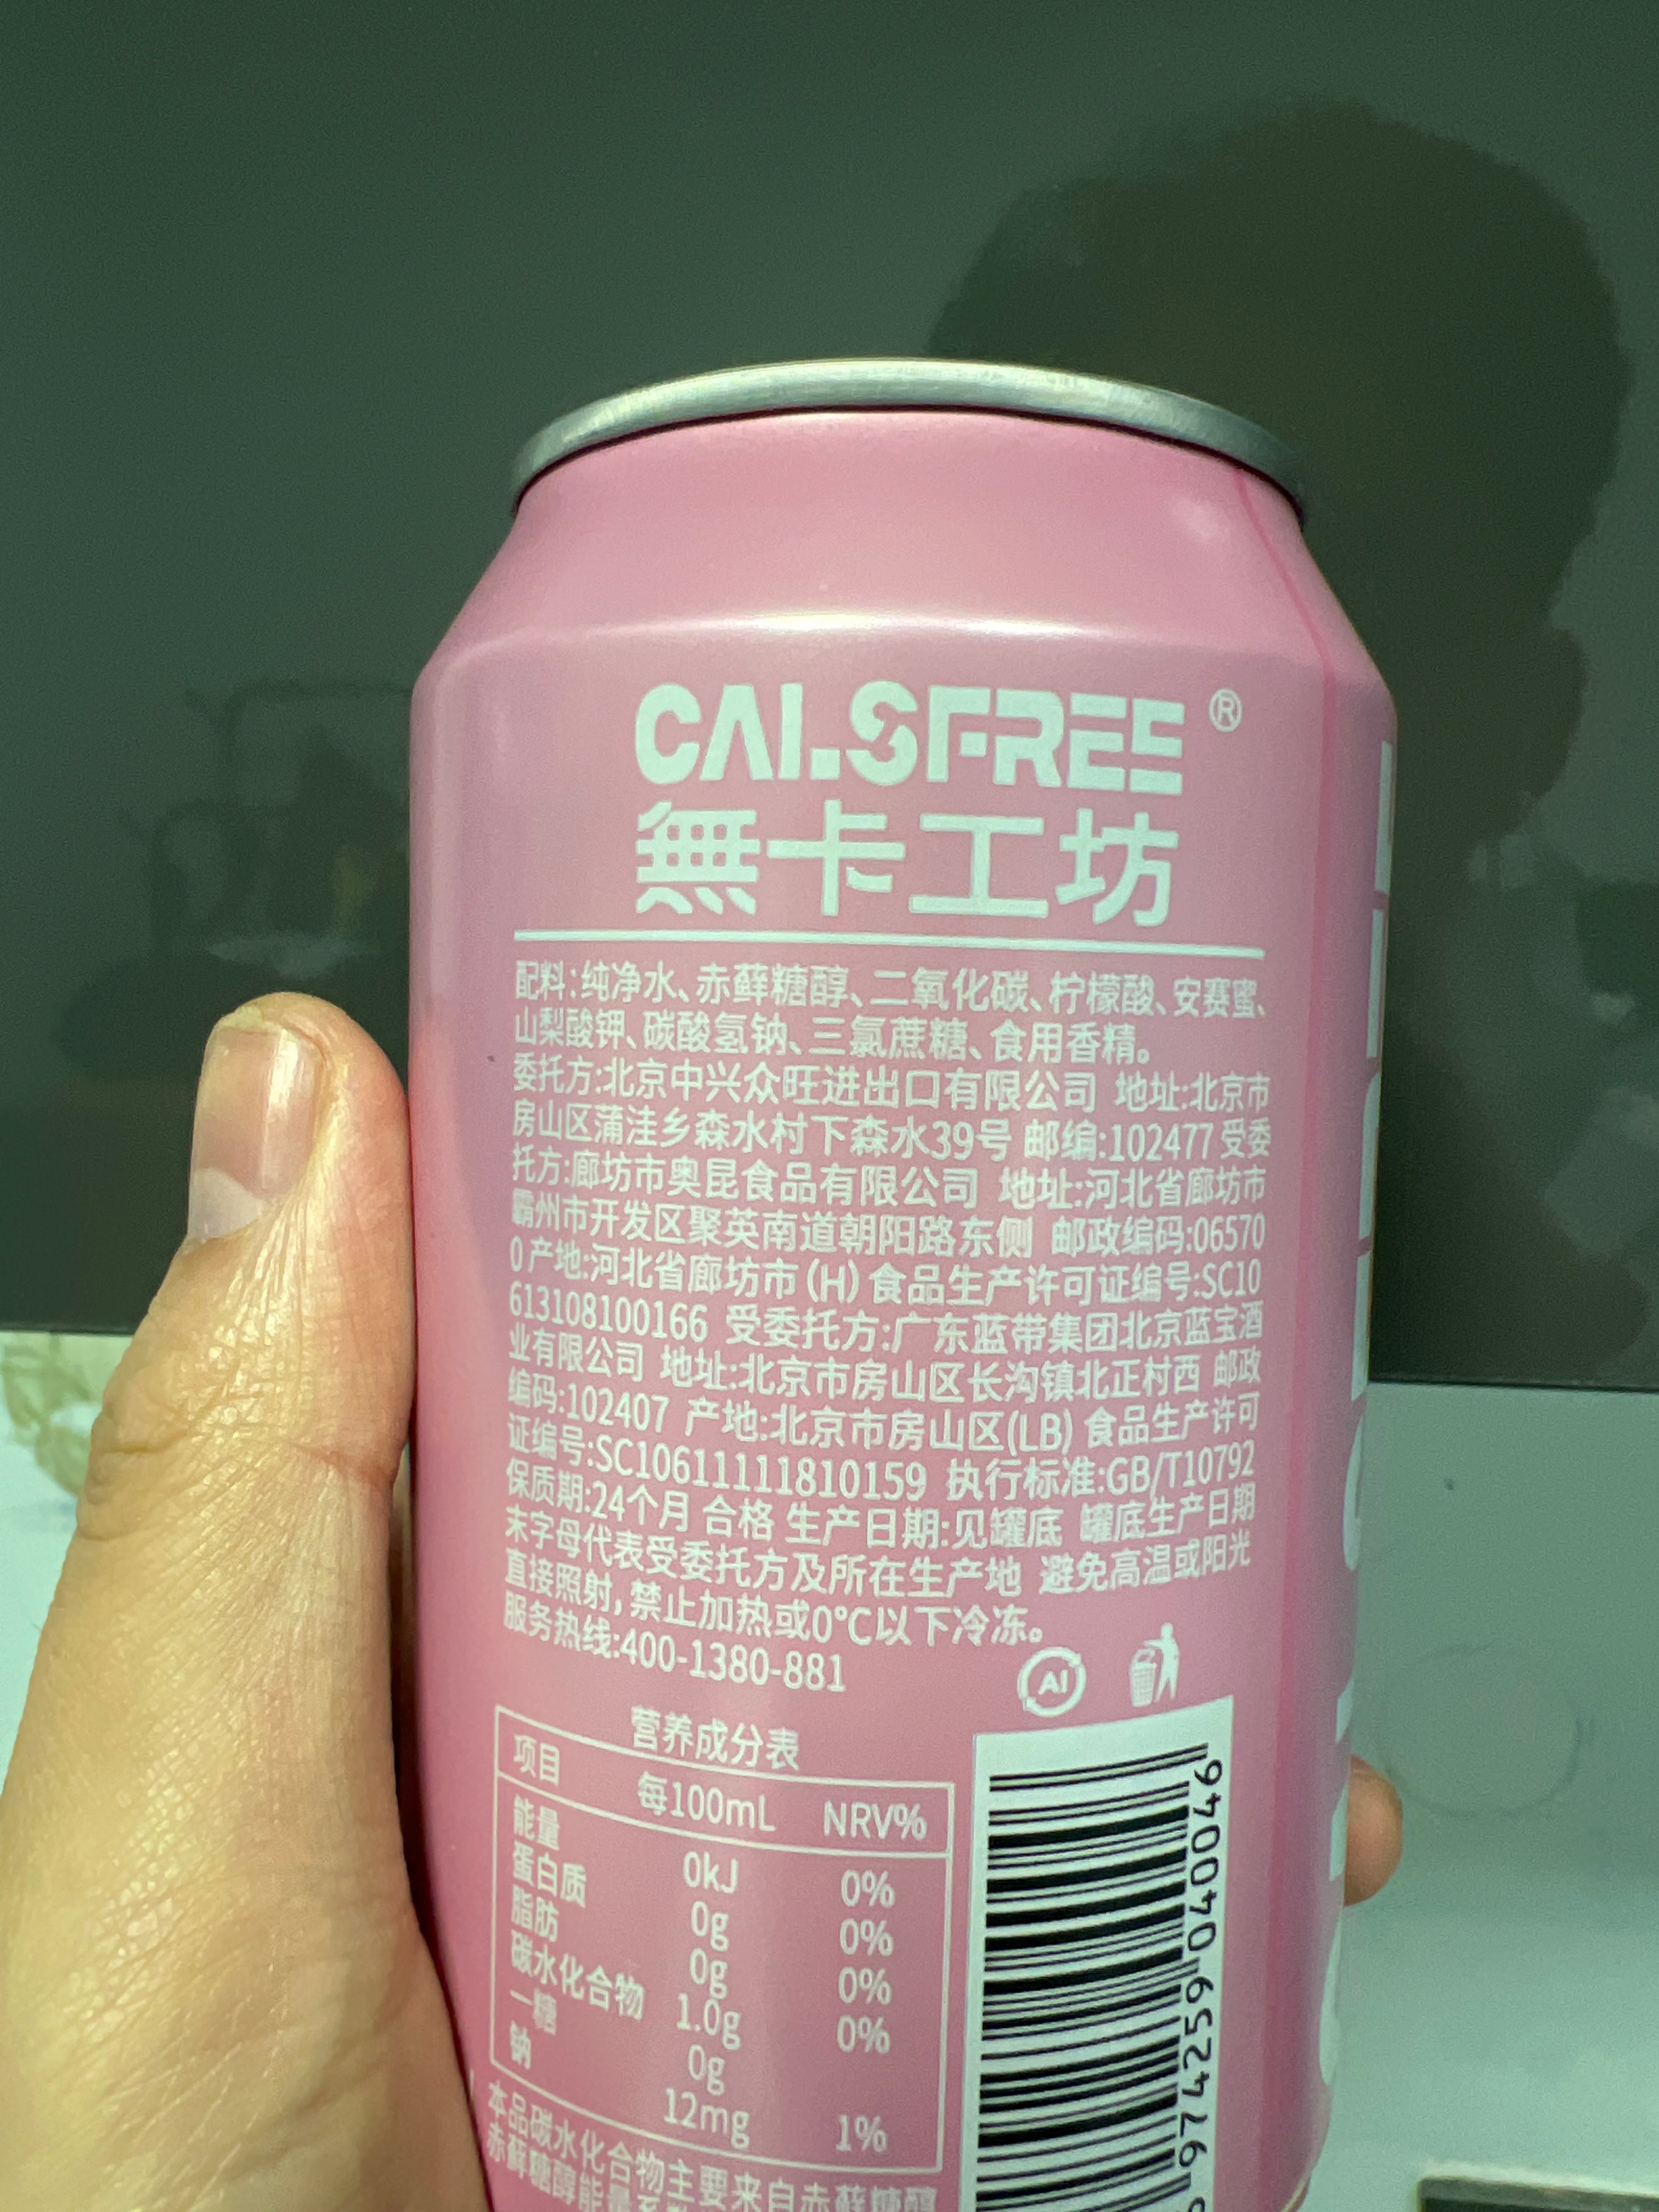 CALSFREE®
無卡工坊
配料:纯净水、赤藓糖醇、二氧化碳、柠檬酸、安赛蜜、
山梨酸钾、碳酸氢钠、三氯蔗糖、食用香精。
委托方:北京中兴众旺进出口有限公司 地址:北京市
房山区蒲洼乡森水村下森水39号 邮编:102477 受委
托方:廊坊市奥昆食品有限公司 地址:河北省廊坊市
霸州市开发区聚英南道朝阳路东侧 邮政编码:06570
0 产地:河北省廊坊市(H) 食品生产许可证编号:SC10
613108100166 受委托方:广东蓝带集团北京蓝宝酒
业有限公司 地址:北京市房山区长沟镇北正村西 邮政
编码:102407 产地:北京市房山区(LB) 食品生产许可
证编号:SC10611111810159 执行标准:GB/T10792
保质期:24个月 合格 生产日期:见罐底 罐底生产日期
末字母代表受委托方及所在生产地 避免高温或阳光
直接照射,禁止加热或0℃以下冷冻。
服务热线:400-1380-881
Al
营养成分表
项目 每100mL NRV%
能量 0kJ 0%
蛋白质 0g 0%
脂肪 0g 0%
碳水化合物 1.0g 0%
—糖 0g
钠 12mg 1%
本品碳水化合物主要来自赤藓糖醇
赤藓糖醇能量系
974259040046